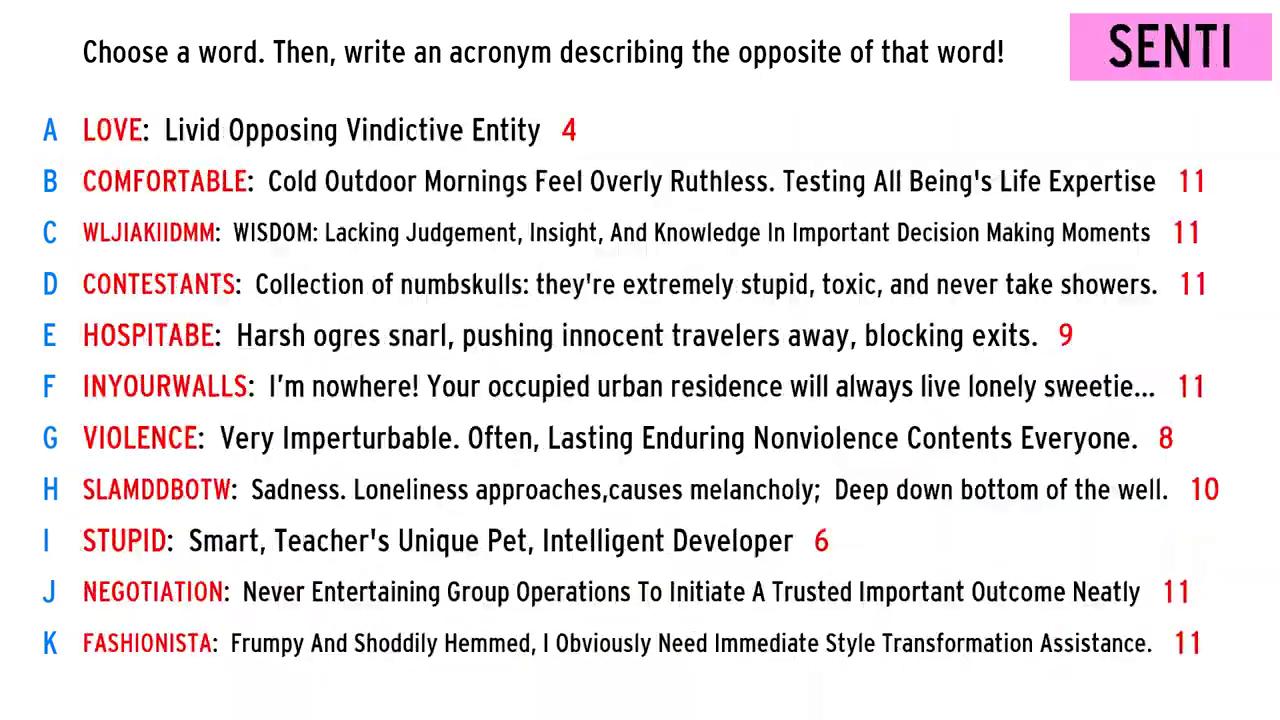 Choose a word. Then, write an acronym describing the opposite of that word!
SENTI
A LOVE: Livid Opposing Vindictive Entity 4
B COMFORTABLE: Cold Outdoor Mornings Feel Overly Ruthless. Testing All Being's Life Expertise 11
C WLJIAKIIDMM: WISDOM: Lacking Judgement, Insight, And Knowledge In Important Decision Making Moments 11
D CONTESTANTS: Collection of numbskulls: they're extremely stupid, toxic, and never take showers. 11
E HOSPITABE: Harsh ogres snarl, pushing innocent travelers away, blocking exits. 9
F INYOURWALLS: I’m nowhere! Your occupied urban residence will always live lonely sweetie... 11
G VIOLENCE: Very Imperturbable. Often, Lasting Enduring Nonviolence Contents Everyone. 8
H SLAMDDBOTW: Sadness. Loneliness approaches,causes melancholy; Deep down bottom of the well. 10
I STUPID: Smart, Teacher's Unique Pet, Intelligent Developer 6
J NEGOTIATION: Never Entertaining Group Operations To Initiate A Trusted Important Outcome Neatly 11
K FASHIONISTA: Frumpy And Shoddily Hemmed, I Obviously Need Immediate Style Transformation Assistance. 11